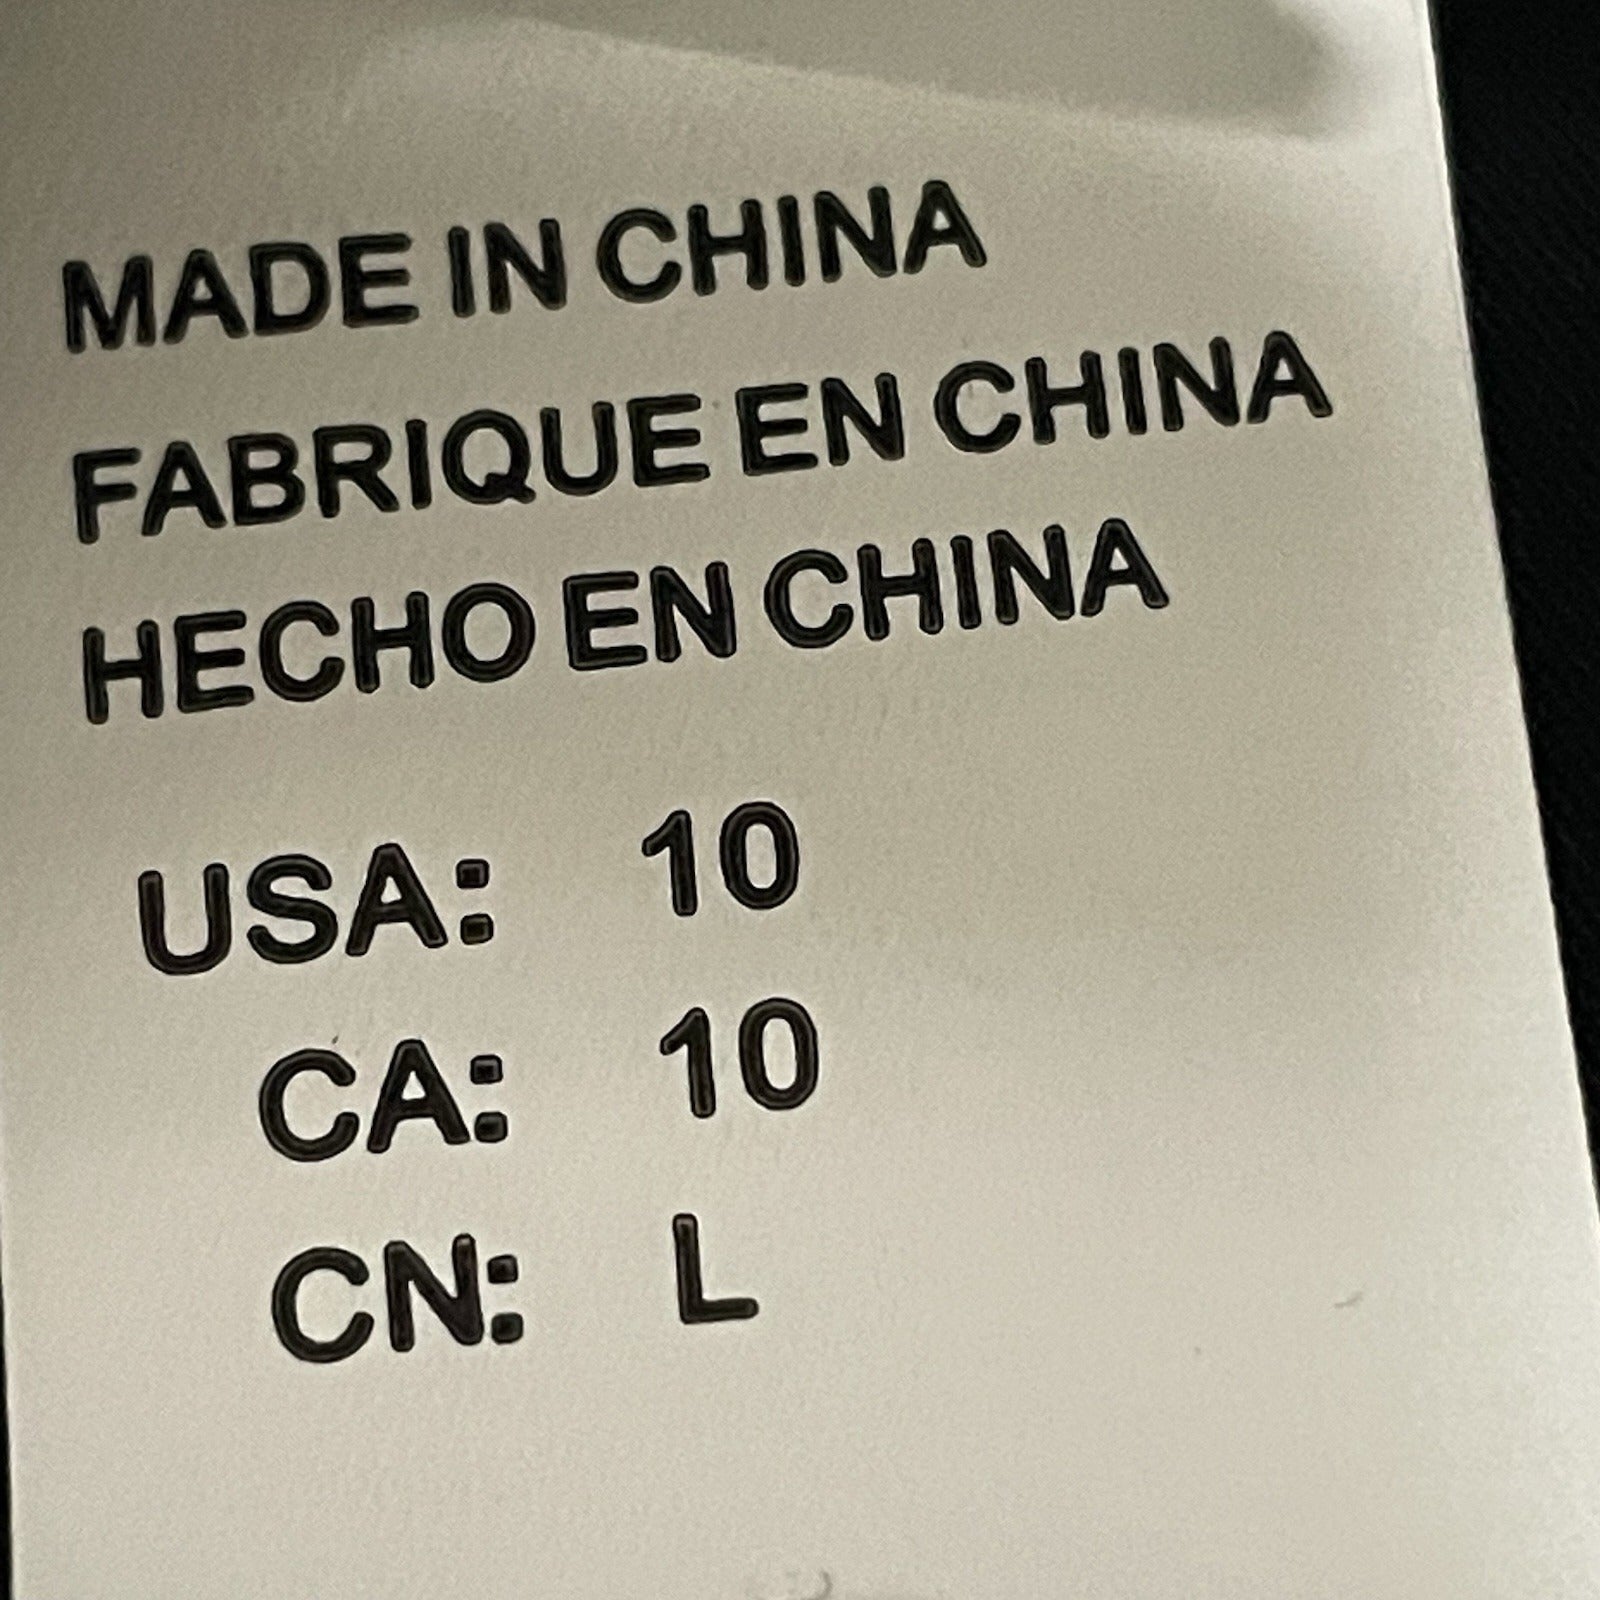 MADE IN CHINA
FABRIQUE EN CHINA
HECHO EN CHINA
USA: 10
CA: 10
CN: L